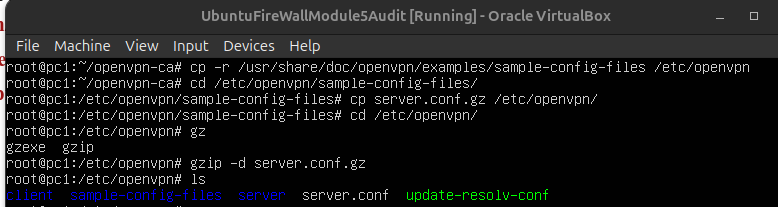 UbuntuFireWallModule5Audit [Running] - Oracle VirtualBox
File Machine View Input Devices Help
root@pc1:~/openvpn-ca# cp -r /usr/share/doc/openvpn/examples/sample-config-files /etc/openvpn
root@pc1:~/openvpn-ca# cd /etc/openvpn/sample-config-files/
root@pc1:/etc/openvpn/sample-config-files# cp server.conf.gz /etc/openvpn/
root@pc1:/etc/openvpn/sample-config-files# cd /etc/openvpn/
root@pc1:/etc/openvpn# gz
gzexe gzip
root@pc1:/etc/openvpn# gzip -d server.conf.gz
root@pc1:/etc/openvpn# ls
client sample-config-files server server.conf update-resolv-conf